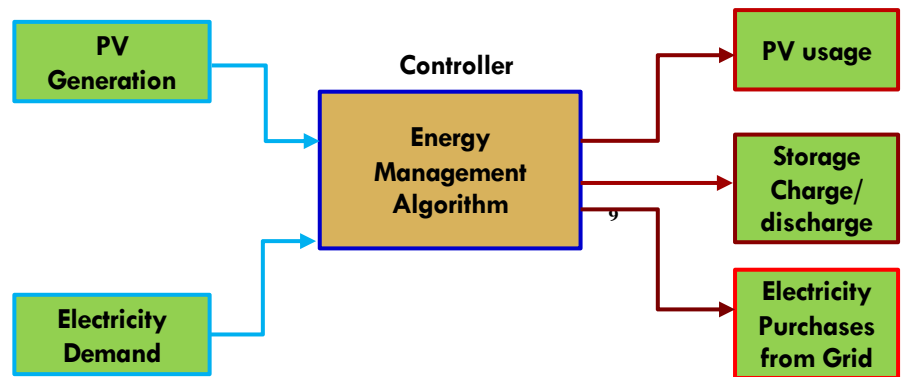 PV
Generation
Controller
Energy
Management
Algorithm
Electricity
Demand
PV usage
Storage
Charge/
discharge
9
Electricity
Purchases
from Grid